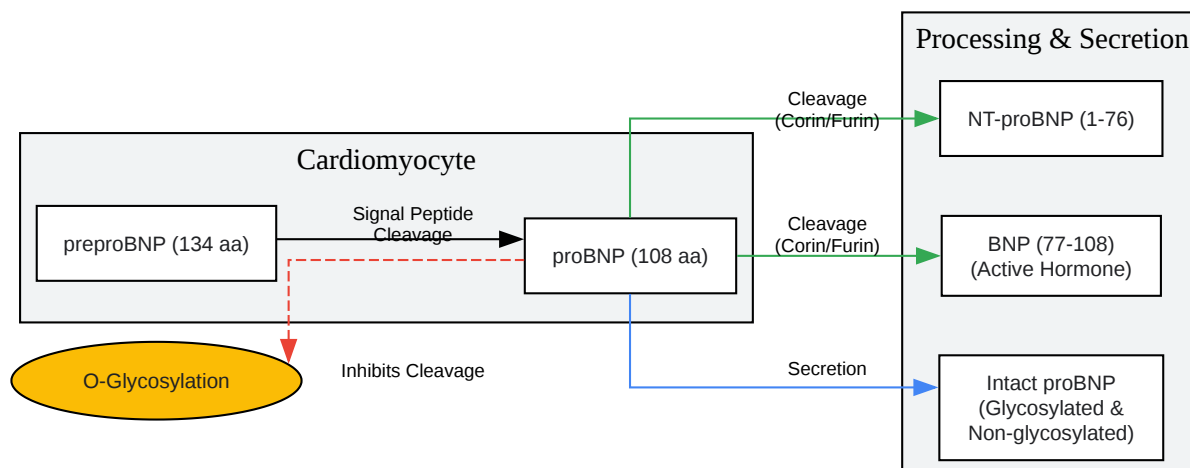 Processing & Secretion
Cleavage
(Corin/Furin)
NT-proBNP (1-76)
Cardiomyocyte
preproBNP (134 aa)
Signal Peptide
Cleavage
proBNP (108 aa)
Cleavage
(Corin/Furin)
BNP (77-108)
(Active Hormone)
O-Glycosylation
Inhibits Cleavage
Secretion
Intact proBNP
(Glycosylated &
Non-glycosylated)